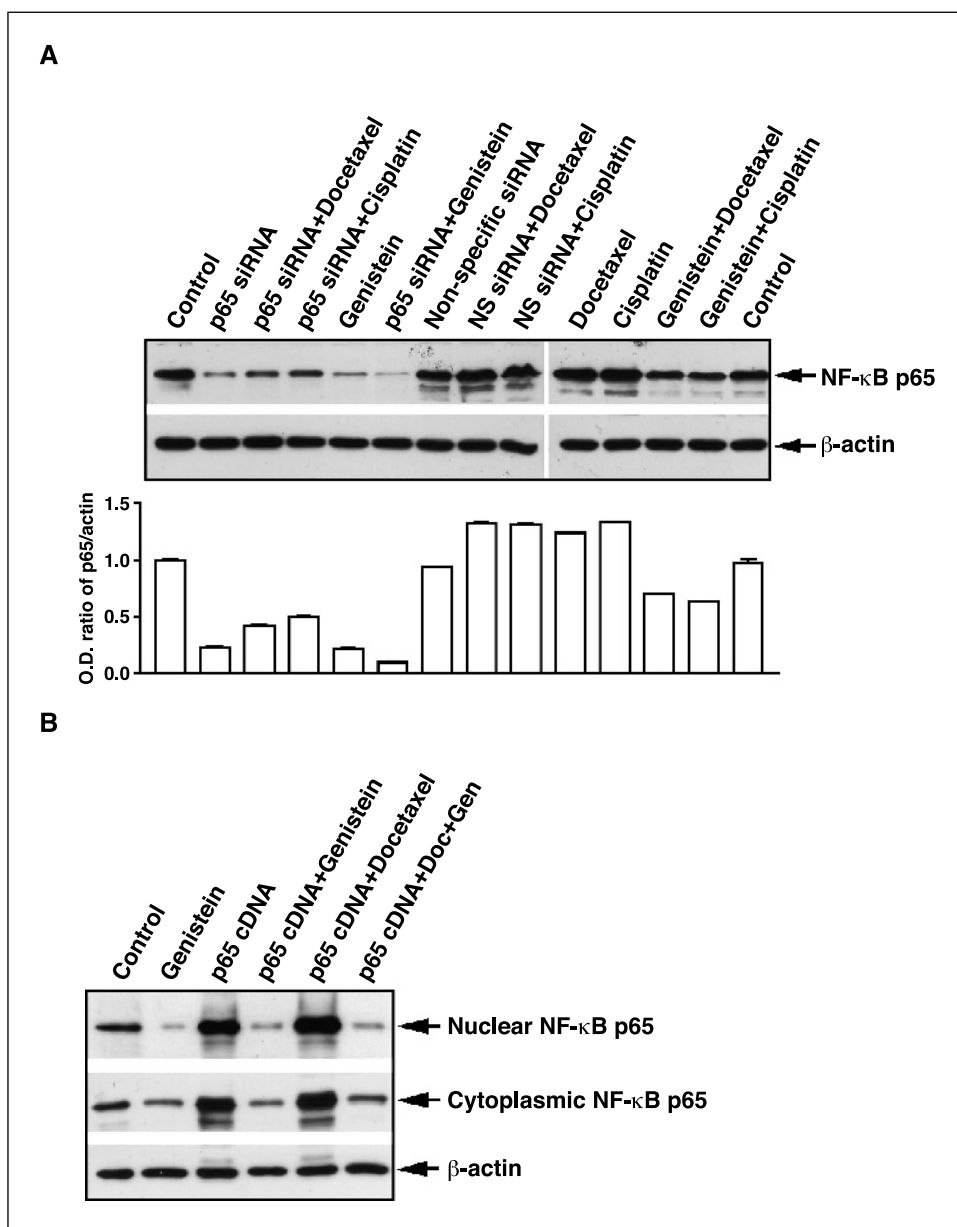 A
Control
p65 siRNA
p65 siRNA+Docetaxel
p65 siRNA+Cisplatin
Genistein
p65 siRNA+Genistein
Non-specific siRNA
NS siRNA+Docetaxel
NS siRNA+Cisplatin
Docetaxel
Cisplatin
Genistein+Docetaxel
Genistein+Cisplatin
Control
NF-κB p65
β-actin
O.D. ratio of p65/actin
1.5
1.0
0.5
0.0
B
Control
Genistein
p65 cDNA
p65 cDNA+Genistein
p65 cDNA+Docetaxel
p65 cDNA+Doc+Gen
Nuclear NF-κB p65
Cytoplasmic NF-κB p65
β-actin